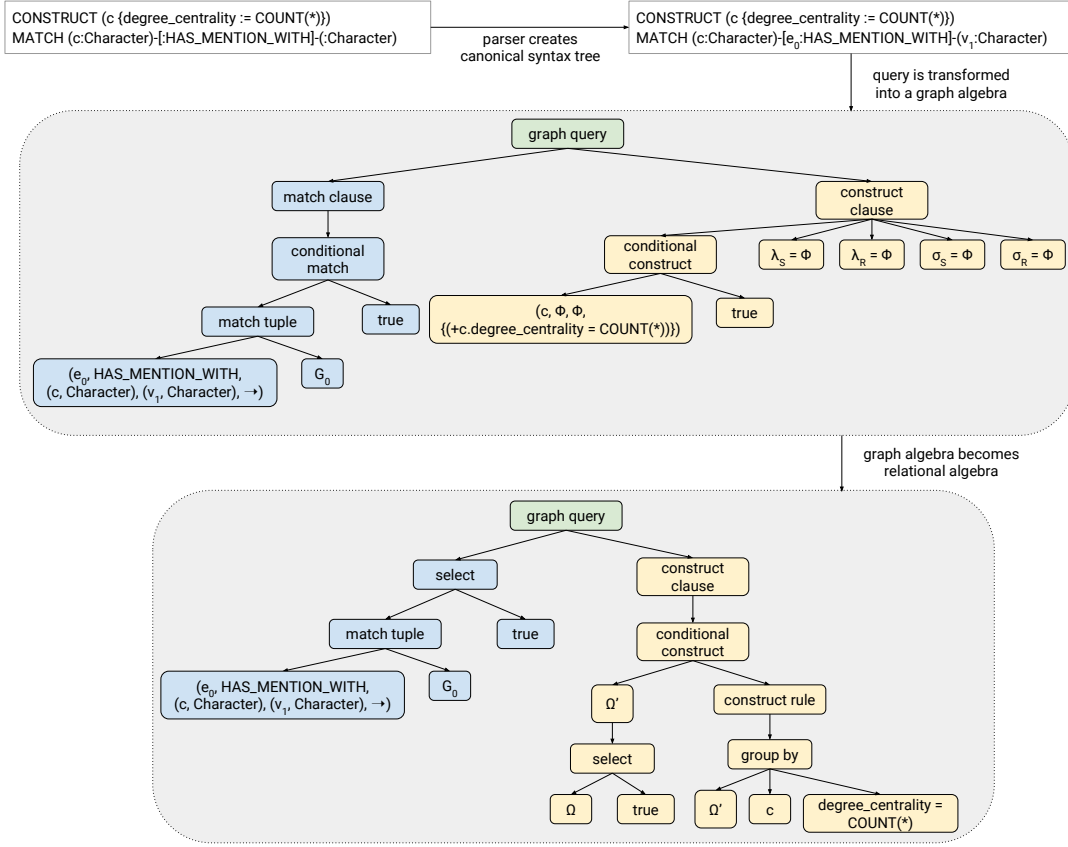 CONSTRUCT (c {degree_centrality := COUNT(*)})
MATCH (c:Character)-[:HAS_MENTION_WITH]-(:Character)
parser creates
canonical syntax tree
CONSTRUCT (c {degree_centrality := COUNT(*)})
MATCH (c:Character)-[e₀:HAS_MENTION_WITH]-(v₁:Character)
query is transformed
into a graph algebra
graph query
match clause
construct
clause
conditional
match
conditional
construct
λ_S = Φ
λ_R = Φ
σ_S = Φ
σ_R = Φ
match tuple
true
(c, Φ, Φ,
{(+c.degree_centrality = COUNT(*))})
true
(e₀, HAS_MENTION_WITH,
(c, Character), (v₁, Character), →)
G₀
graph algebra becomes
relational algebra
graph query
select
construct
clause
match tuple
true
conditional
construct
(e₀, HAS_MENTION_WITH,
(c, Character), (v₁, Character), →)
G₀
Ω'
construct rule
select
group by
Ω
true
Ω'
c
degree_centrality =
COUNT(*)